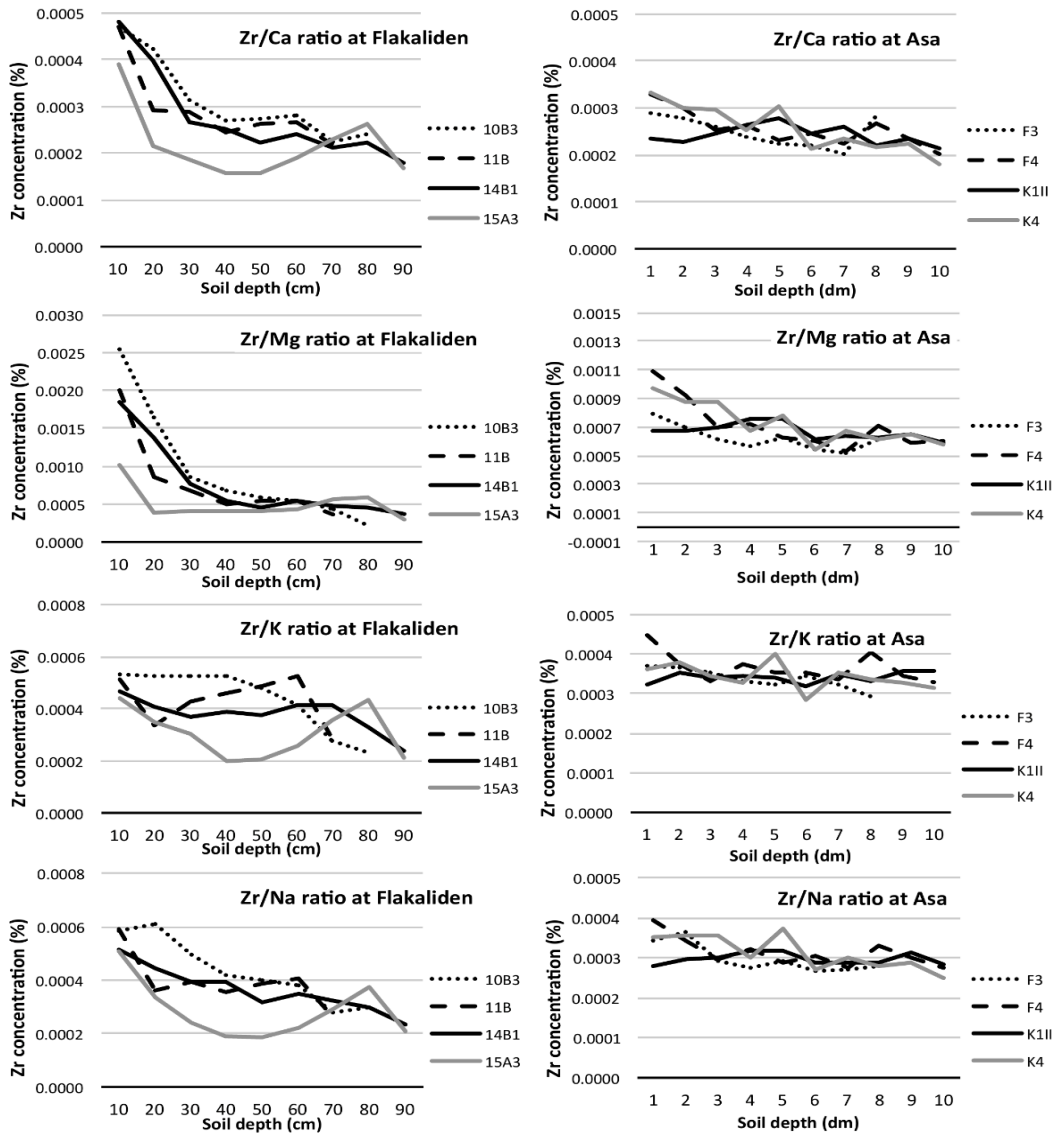 Zr/Ca ratio at Flakaliden
Zr concentration (%)
0.0005
0.0004
0.0003
0.0002
0.0001
0.0000
10 20 30 40 50 60 70 80 90
Soil depth (cm)
10B3
11B
14B1
15A3
Zr/Ca ratio at Asa
Zr concentration (%)
0.0005
0.0004
0.0003
0.0002
0.0001
0.0000
1 2 3 4 5 6 7 8 9 10
Soil depth (dm)
F3
F4
K1II
K4
Zr/Mg ratio at Flakaliden
Zr concentration (%)
0.0030
0.0025
0.0020
0.0015
0.0010
0.0005
0.0000
10 20 30 40 50 60 70 80 90
Soil depth (cm)
10B3
11B
14B1
15A3
Zr/Mg ratio at Asa
Zr concentration (%)
0.0015
0.0013
0.0011
0.0009
0.0007
0.0005
0.0003
0.0001
-0.0001
1 2 3 4 5 6 7 8 9 10
Soil depth (dm)
F3
F4
K1II
K4
Zr/K ratio at Flakaliden
Zr concentration (%)
0.0008
0.0006
0.0004
0.0002
0.0000
10 20 30 40 50 60 70 80 90
Soil depth (cm)
10B3
11B
14B1
15A3
Zr/K ratio at Asa
Zr concentration (%)
0.0005
0.0004
0.0003
0.0002
0.0001
0.0000
1 2 3 4 5 6 7 8 9 10
Soil depth (dm)
F3
F4
K1II
K4
Zr/Na ratio at Flakaliden
Zr concentration (%)
0.0008
0.0006
0.0004
0.0002
0.0000
10 20 30 40 50 60 70 80 90
Soil depth (cm)
10B3
11B
14B1
15A3
Zr/Na ratio at Asa
Zr concentration (%)
0.0005
0.0004
0.0003
0.0002
0.0001
0.0000
1 2 3 4 5 6 7 8 9 10
Soil depth (dm)
F3
F4
K1II
K4